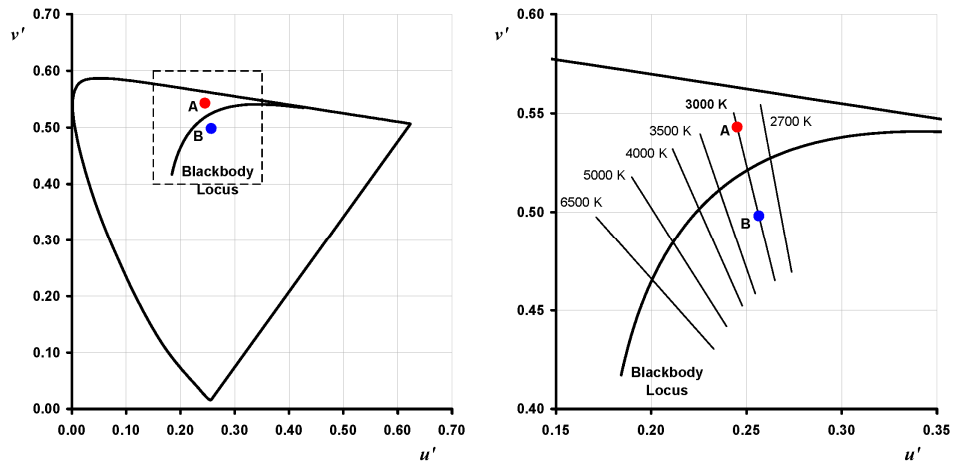 0.70
v'
0.60
0.50
0.40
0.30
0.20
0.10
0.00
A
B
Blackbody
Locus
0.00 0.10 0.20 0.30 0.40 0.50 0.60 0.70
u'
0.60
v'
0.55
0.50
0.45
0.40
3000 K
2700 K
A
3500 K
4000 K
5000 K
6500 K
B
Blackbody
Locus
0.15 0.20 0.25 0.30 0.35
u'